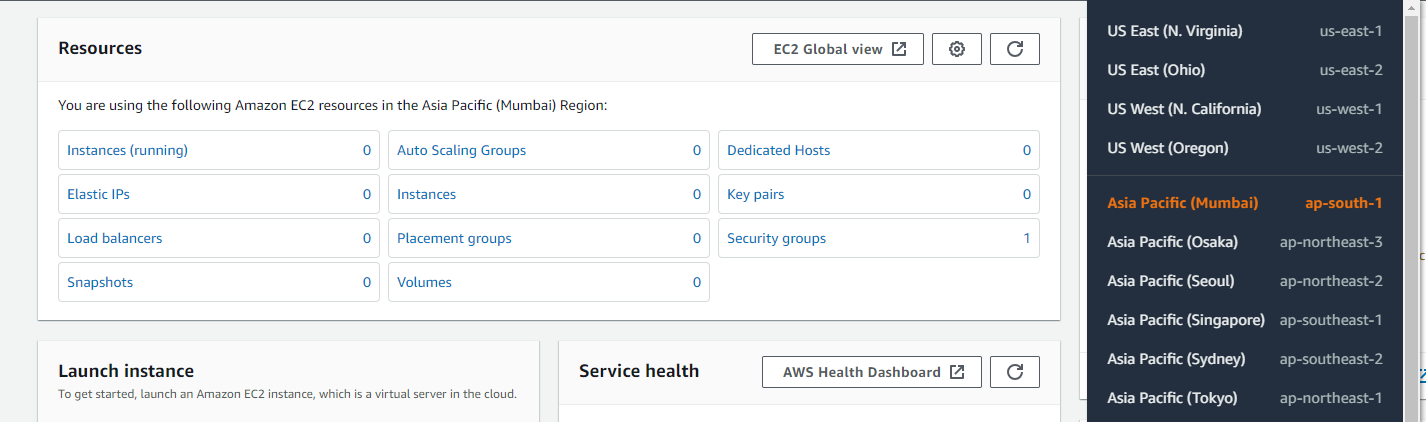 Resources
EC2 Global view
You are using the following Amazon EC2 resources in the Asia Pacific (Mumbai) Region:
Instances (running) 0
Auto Scaling Groups 0
Dedicated Hosts 0
Elastic IPs 0
Instances 0
Key pairs 0
Load balancers 0
Placement groups 0
Security groups 1
Snapshots 0
Volumes 0
Launch instance
To get started, launch an Amazon EC2 instance, which is a virtual server in the cloud.
Service health
AWS Health Dashboard
US East (N. Virginia) us-east-1
US East (Ohio) us-east-2
US West (N. California) us-west-1
US West (Oregon) us-west-2
Asia Pacific (Mumbai) ap-south-1
Asia Pacific (Osaka) ap-northeast-3
Asia Pacific (Seoul) ap-northeast-2
Asia Pacific (Singapore) ap-southeast-1
Asia Pacific (Sydney) ap-southeast-2
Asia Pacific (Tokyo) ap-northeast-1